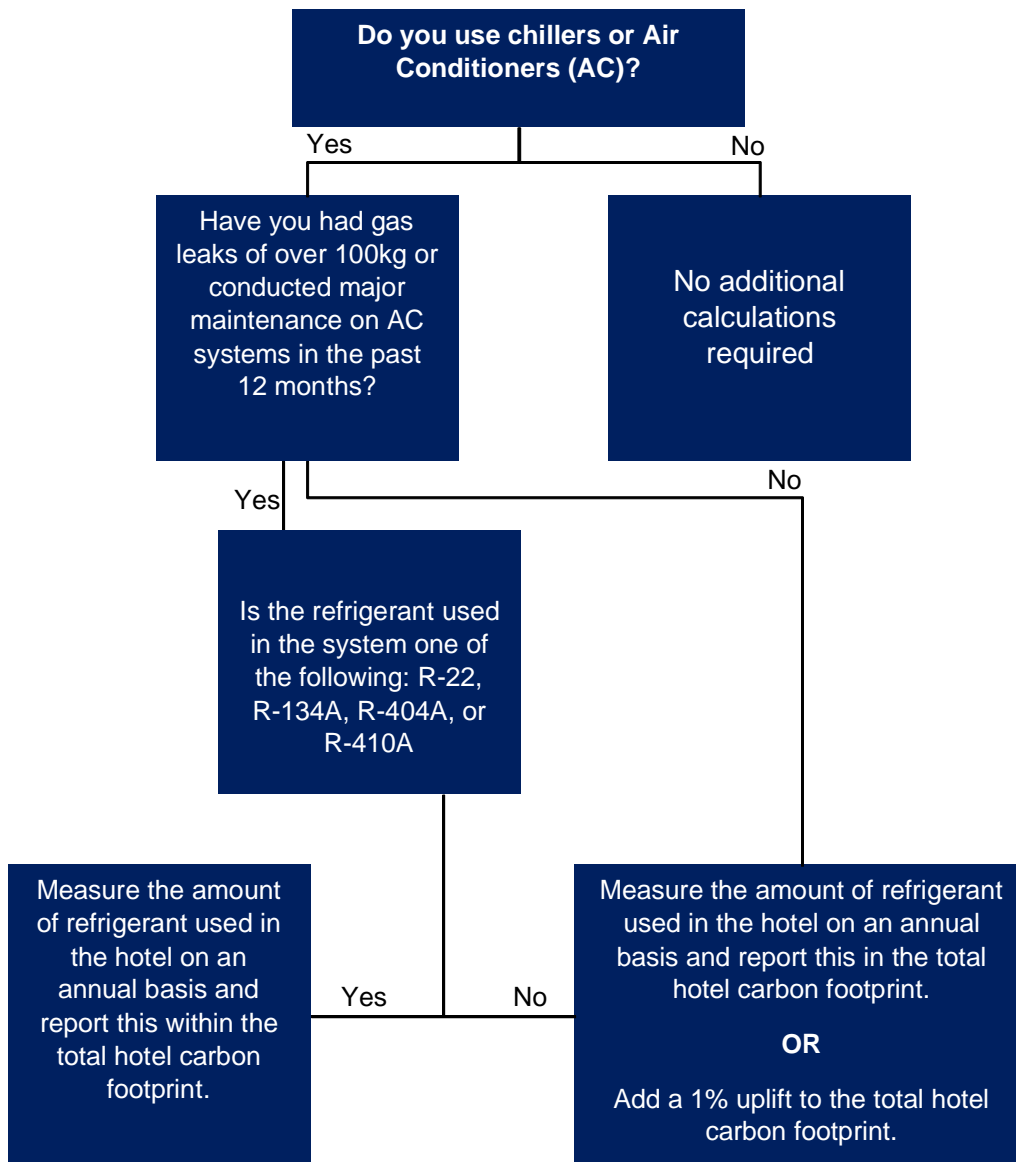 Do you use chillers or Air
Conditioners (AC)?
Yes
No
Have you had gas
leaks of over 100kg or
conducted major
maintenance on AC
systems in the past
12 months?
No additional
calculations
required
Yes
No
Is the refrigerant used
in the system one of
the following: R-22,
R-134A, R-404A, or
R-410A
Measure the amount
of refrigerant used in
the hotel on an
annual basis and
report this within the
total hotel carbon
footprint.
Yes
No
Measure the amount of refrigerant
used in the hotel on an annual
basis and report this in the total
hotel carbon footprint.
OR
Add a 1% uplift to the total hotel
carbon footprint.